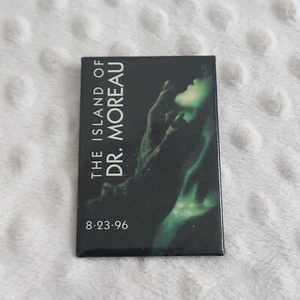 THE ISLAND OF
DR. MOREAU
8·23·96